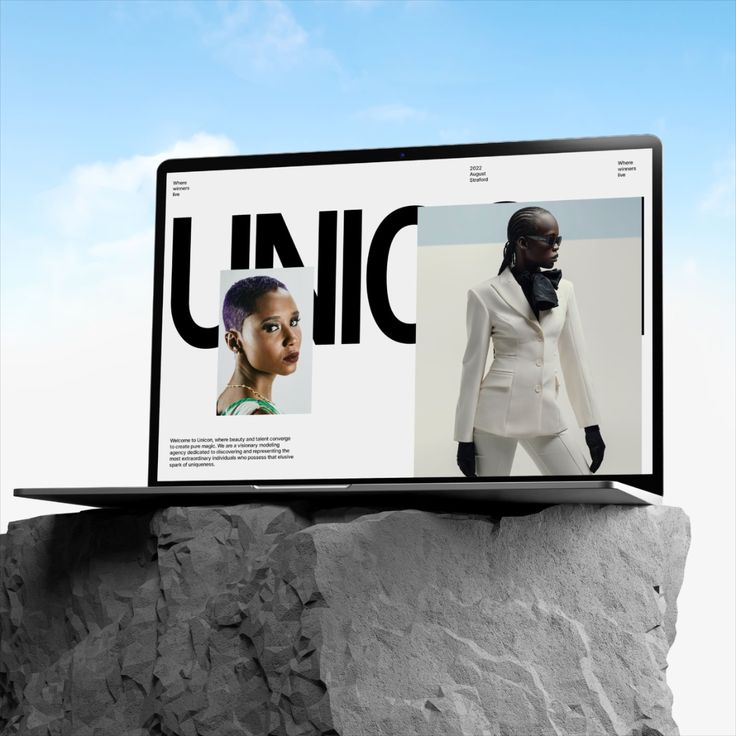 Where
winners
live
2022
August
Straford
Where
winners
live
UNIC
Welcome to Unicon, where beauty and talent converge
to create pure magic. We are a visionary modeling
agency dedicated to discovering and representing the
most extraordinary individuals who possess that elusive
spark of uniqueness.